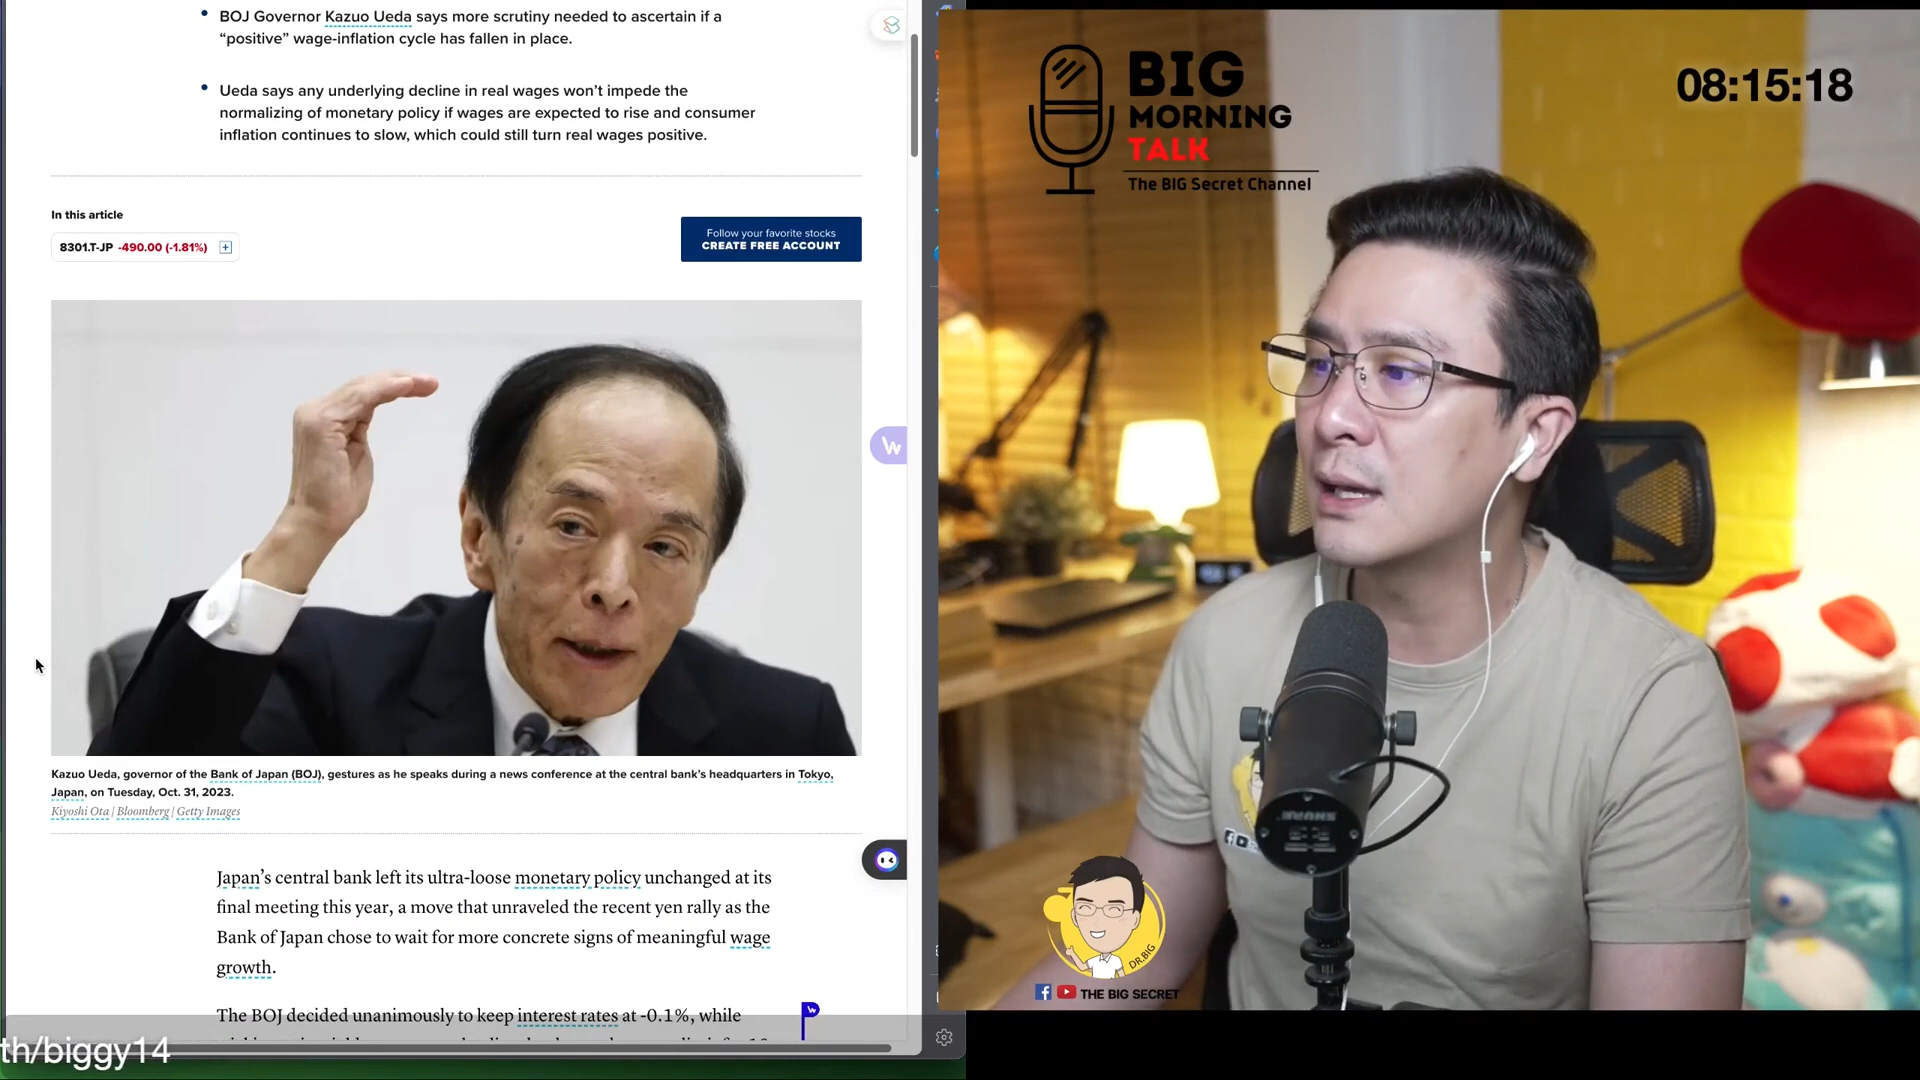 BOJ Governor Kazuo Ueda says more scrutiny needed to ascertain if a
“positive” wage-inflation cycle has fallen in place.
Ueda says any underlying decline in real wages won’t impede the
normalizing of monetary policy if wages are expected to rise and consumer
inflation continues to slow, which could still turn real wages positive.
In this article
8301.T-JP -490.00 (-1.81%)
Follow your favorite stocks
CREATE FREE ACCOUNT
Kazuo Ueda, governor of the Bank of Japan (BOJ), gestures as he speaks during a news conference at the central bank’s headquarters in Tokyo,
Japan, on Tuesday, Oct. 31, 2023.
Kiyoshi Ota | Bloomberg | Getty Images
Japan’s central bank left its ultra-loose monetary policy unchanged at its
final meeting this year, a move that unraveled the recent yen rally as the
Bank of Japan chose to wait for more concrete signs of meaningful wage
growth.
The BOJ decided unanimously to keep interest rates at -0.1%, while
th/biggy14
BIG
MORNING
TALK
The BIG Secret Channel
08:15:18
SHURE
DR.BIG
THE BIG SECRET